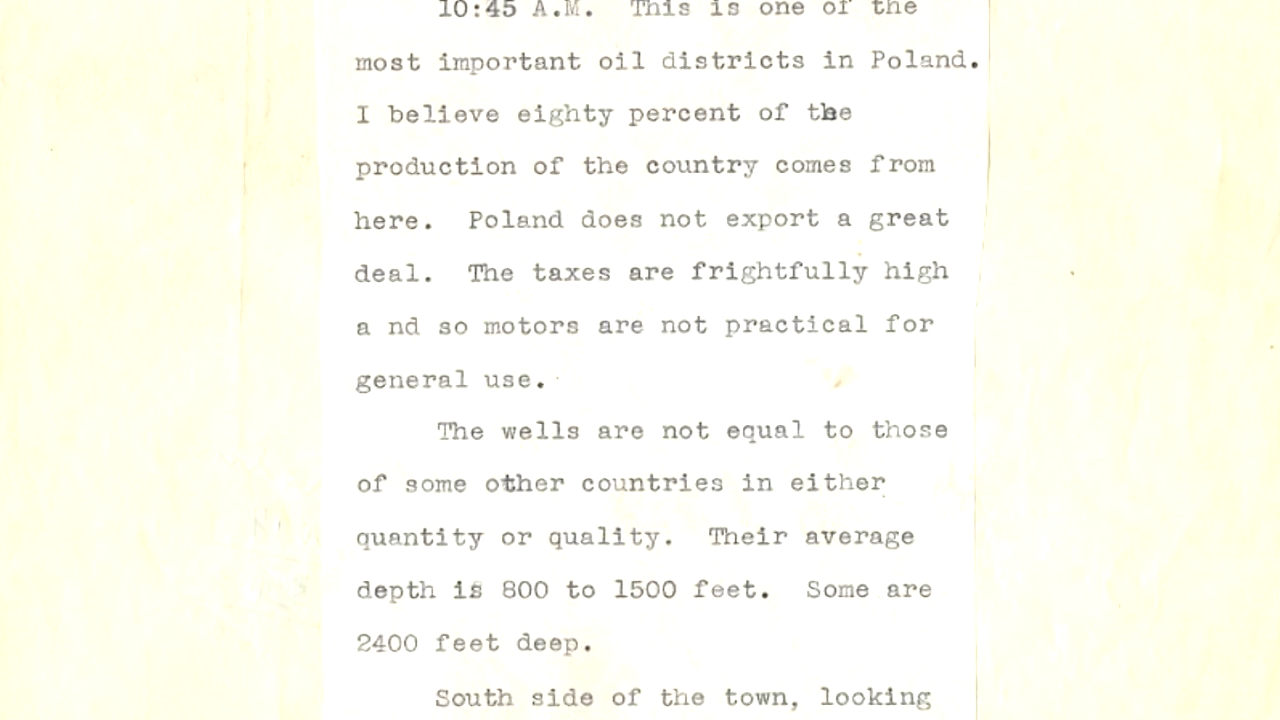 10:45 A.M. This is one of the
most important oil districts in Poland.
I believe eighty percent of the
production of the country comes from
here. Poland does not export a great
deal. The taxes are frightfully high
a nd so motors are not practical for
general use.
The wells are not equal to those
of some other countries in either
quantity or quality. Their average
depth is 800 to 1500 feet. Some are
2400 feet deep.
South side of the town, looking